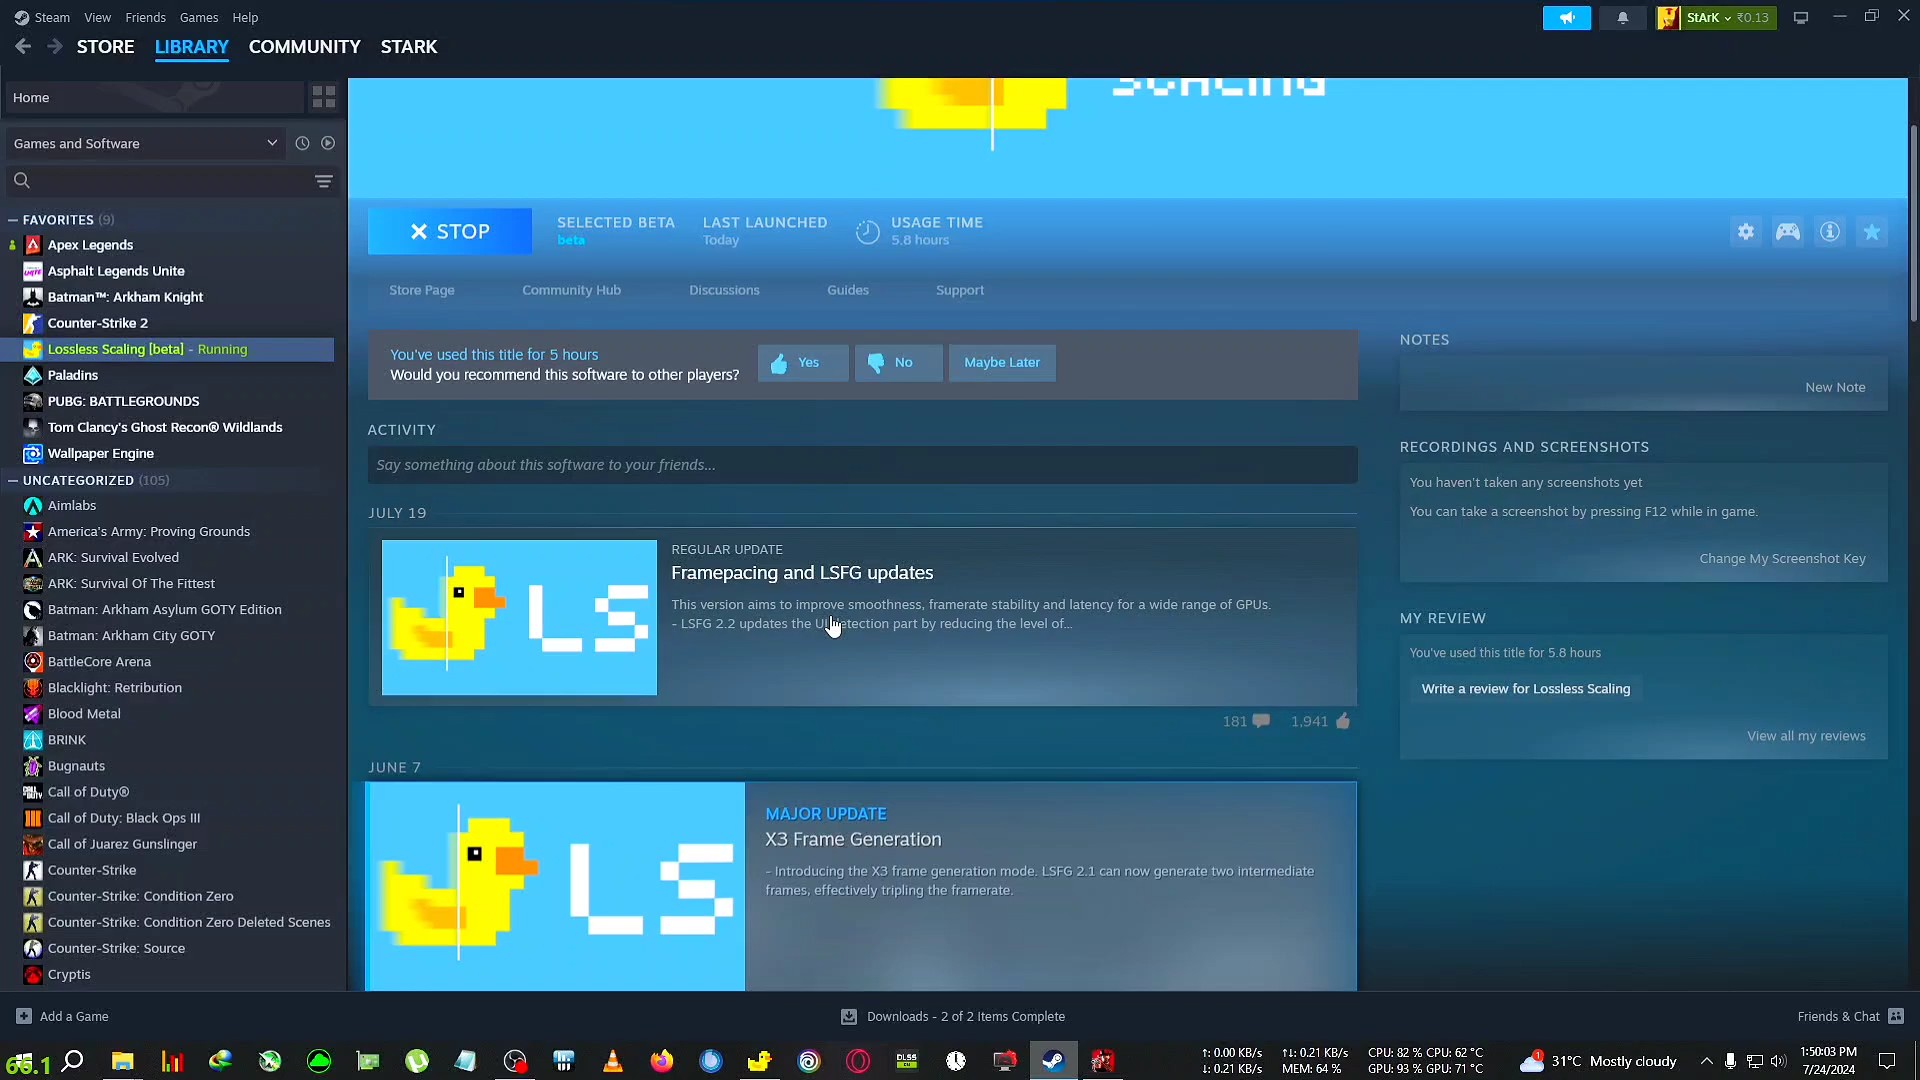 Steam View Friends Games Help
StArK ₹0.13
STORE LIBRARY COMMUNITY STARK
SCALING
Home
Games and Software
FAVORITES (9)
Apex Legends
Asphalt Legends Unite
Batman™: Arkham Knight
Counter-Strike 2
Lossless Scaling [beta] - Running
Paladins
PUBG: BATTLEGROUNDS
Tom Clancy's Ghost Recon® Wildlands
Wallpaper Engine
UNCATEGORIZED (105)
Aimlabs
America's Army: Proving Grounds
ARK: Survival Evolved
ARK: Survival Of The Fittest
Batman: Arkham Asylum GOTY Edition
Batman: Arkham City GOTY
BattleCore Arena
Blacklight: Retribution
Blood Metal
BRINK
Bugnauts
Call of Duty®
Call of Duty: Black Ops III
Call of Juarez Gunslinger
Counter-Strike
Counter-Strike: Condition Zero
Counter-Strike: Condition Zero Deleted Scenes
Counter-Strike: Source
Cryptis
STOP
SELECTED BETA
beta
LAST LAUNCHED
Today
USAGE TIME
5.8 hours
Store Page Community Hub Discussions Guides Support
You've used this title for 5 hours
Would you recommend this software to other players?
Yes No Maybe Later
ACTIVITY
Say something about this software to your friends...
JULY 19
LS
REGULAR UPDATE
Framepacing and LSFG updates
This version aims to improve smoothness, framerate stability and latency for a wide range of GPUs.
- LSFG 2.2 updates the UI detection part by reducing the level of...
181 1,941
JUNE 7
LS
MAJOR UPDATE
X3 Frame Generation
- Introducing the X3 frame generation mode. LSFG 2.1 can now generate two intermediate
frames, effectively tripling the framerate.
NOTES
New Note
RECORDINGS AND SCREENSHOTS
You haven't taken any screenshots yet
You can take a screenshot by pressing F12 while in game.
Change My Screenshot Key
MY REVIEW
You've used this title for 5.8 hours
Write a review for Lossless Scaling
View all my reviews
Add a Game
Downloads - 2 of 2 Items Complete
Friends & Chat
66.1
DLSS
↑: 0.00 KB/s
↓: 0.21 KB/s
↑↓: 0.21 KB/s
MEM: 64 %
CPU: 82 % CPU: 62 °C
GPU: 93 % GPU: 71 °C
1
31°C Mostly cloudy
1:50:03 PM
7/24/2024